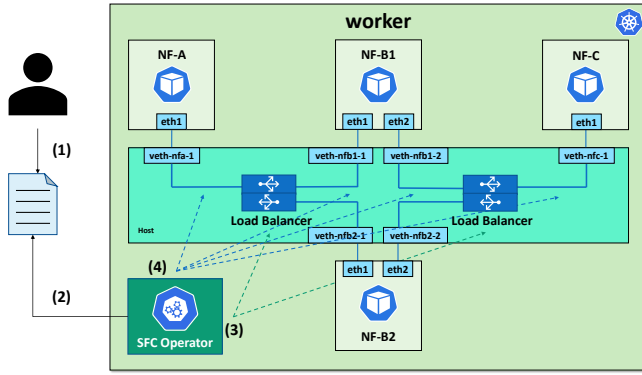 worker
NF-A
NF-B1
NF-C
eth1
eth1
eth2
eth1
(1)
veth-nfa-1
veth-nfb1-1
veth-nfb1-2
veth-nfc-1
Load Balancer
Load Balancer
Host
veth-nfb2-1
veth-nfb2-2
(4)
eth1
eth2
(2)
(3)
SFC Operator
NF-B2